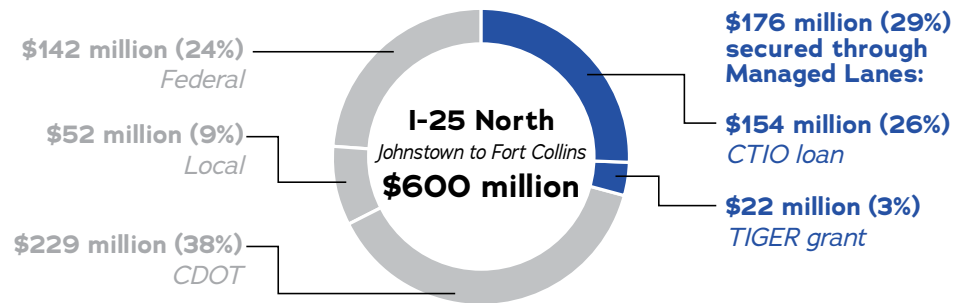 $142 million (24%)
Federal
$52 million (9%)
Local
$229 million (38%)
CDOT
I-25 North
Johnstown to Fort Collins
$600 million
$176 million (29%)
secured through
Managed Lanes:
$154 million (26%)
CTIO loan
$22 million (3%)
TIGER grant